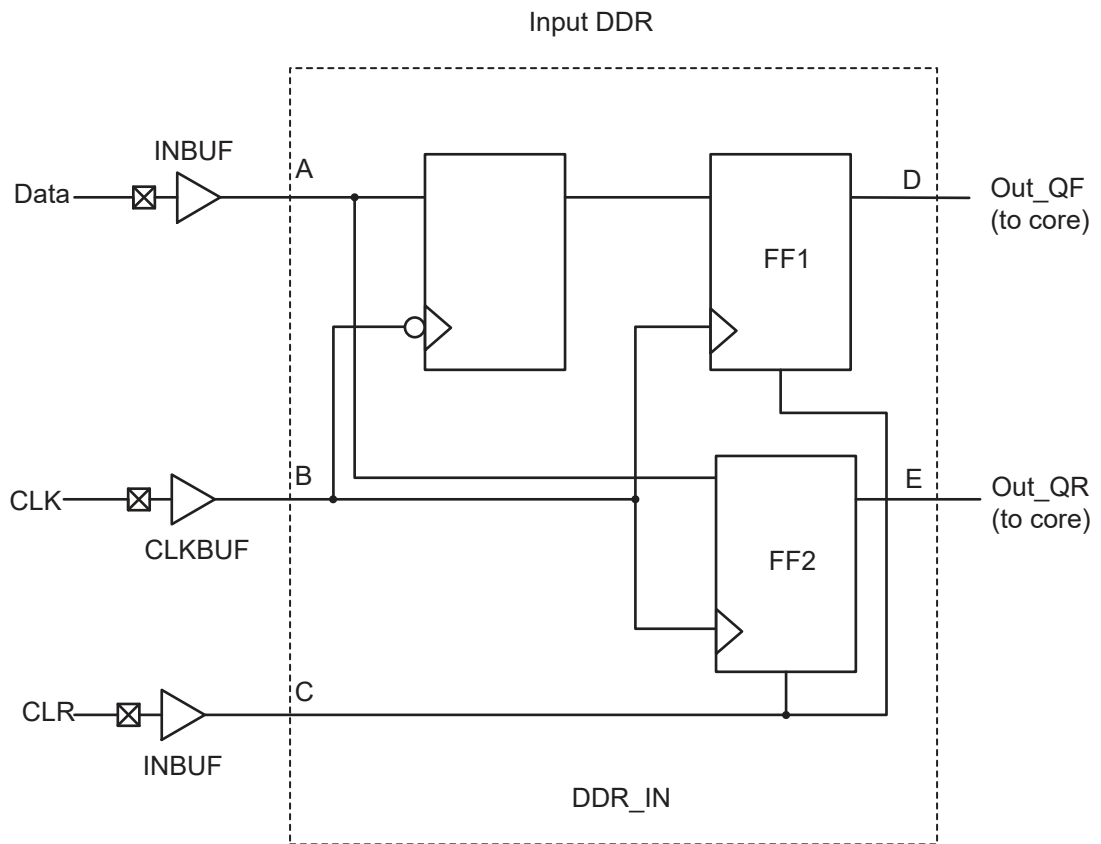 Input DDR
INBUF
Data
A
D
Out_QF
(to core)
FF1
CLK
B
CLKBUF
E
Out_QR
(to core)
FF2
CLR
C
INBUF
DDR_IN